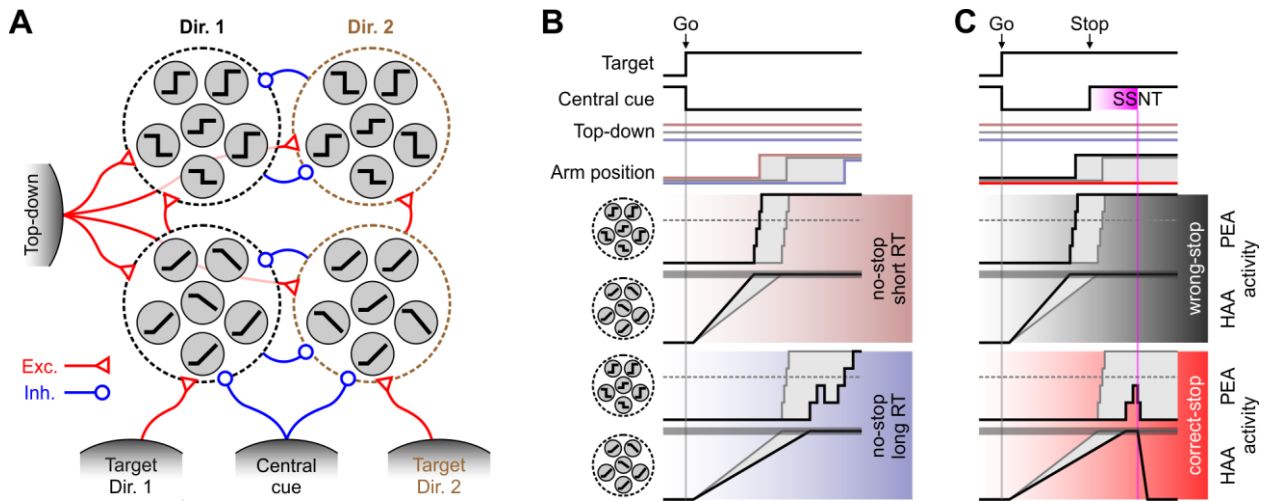 A
Dir. 1
Dir. 2
Top-down
Exc.
Inh.
Target
Dir. 1
Central
cue
Target
Dir. 2
B
Go
Target
Central cue
Top-down
Arm position
no-stop
short RT
no-stop
long RT
C
Go
Stop
SSNT
wrong-stop
PEA
HAA
activity
correct-stop
PEA
HAA
activity